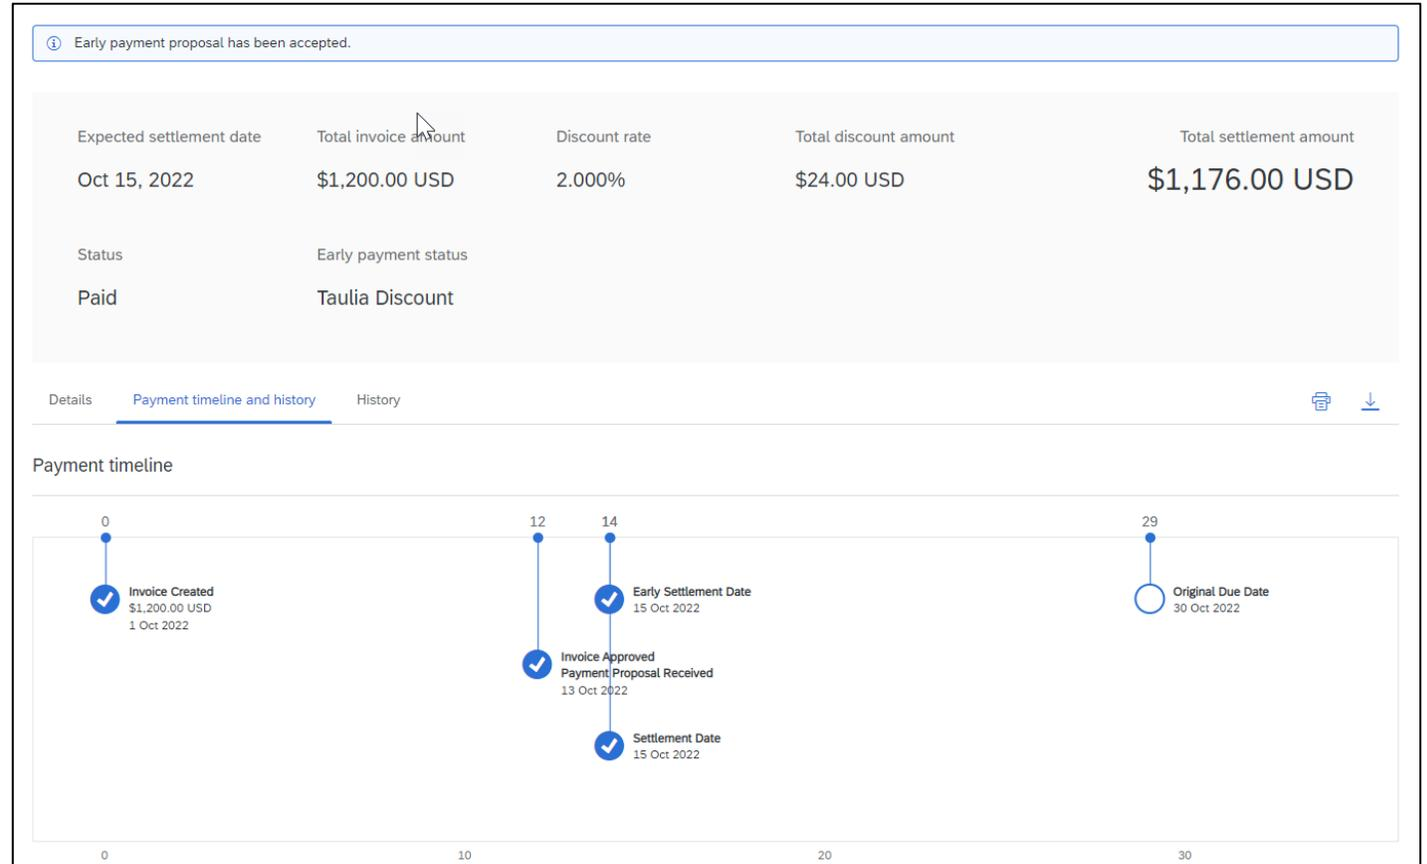 Early payment proposal has been accepted.
Expected settlement date
Total invoice amount
Discount rate
Total discount amount
Total settlement amount
Oct 15, 2022
$1,200.00 USD
2.000%
$24.00 USD
$1,176.00 USD
Status
Early payment status
Paid
Taulia Discount
Details
Payment timeline and history
History
Payment timeline
0
12
14
29
Invoice Created
$1,200.00 USD
1 Oct 2022
Early Settlement Date
15 Oct 2022
Original Due Date
30 Oct 2022
Invoice Approved
Payment Proposal Received
13 Oct 2022
Settlement Date
15 Oct 2022
0
10
20
30